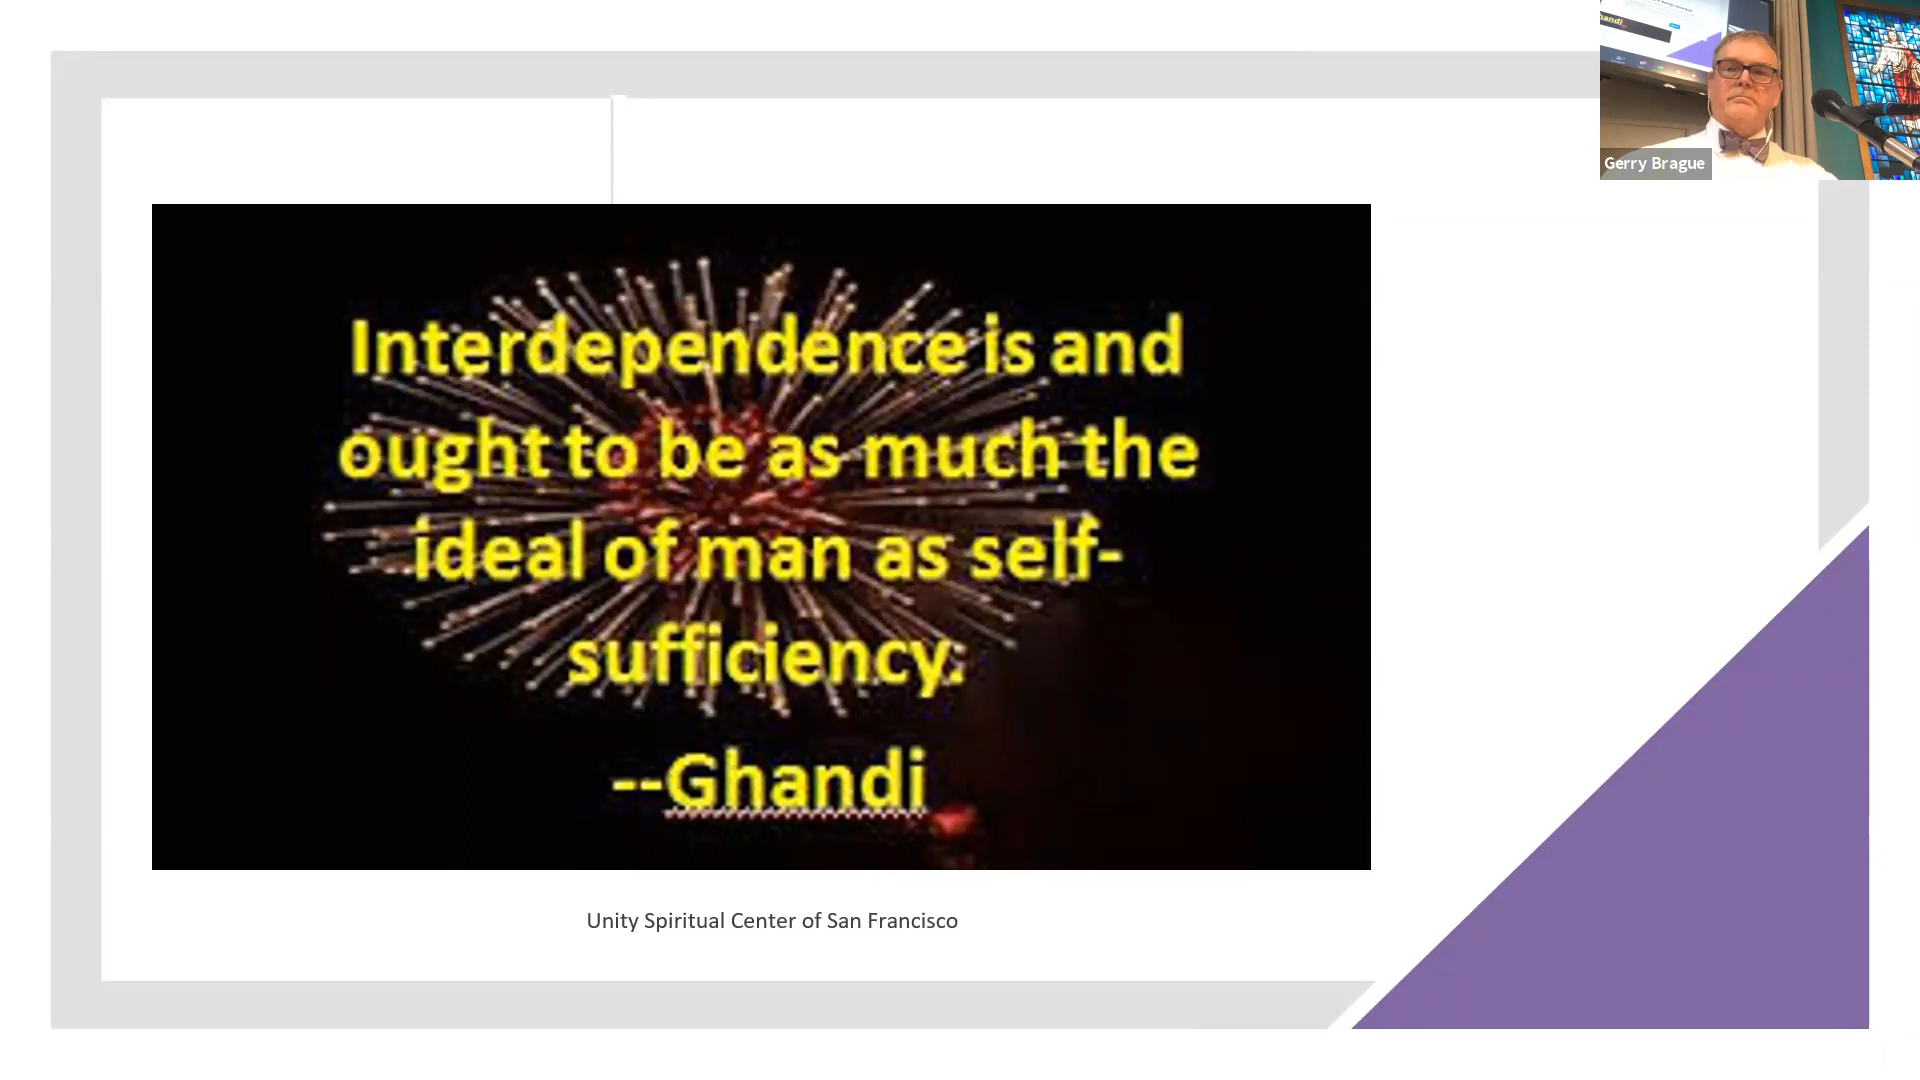 Interdependence is and
ought to be as much the
ideal of man as self-
sufficiency.
--Ghandi
Unity Spiritual Center of San Francisco
Gerry Brague
handi